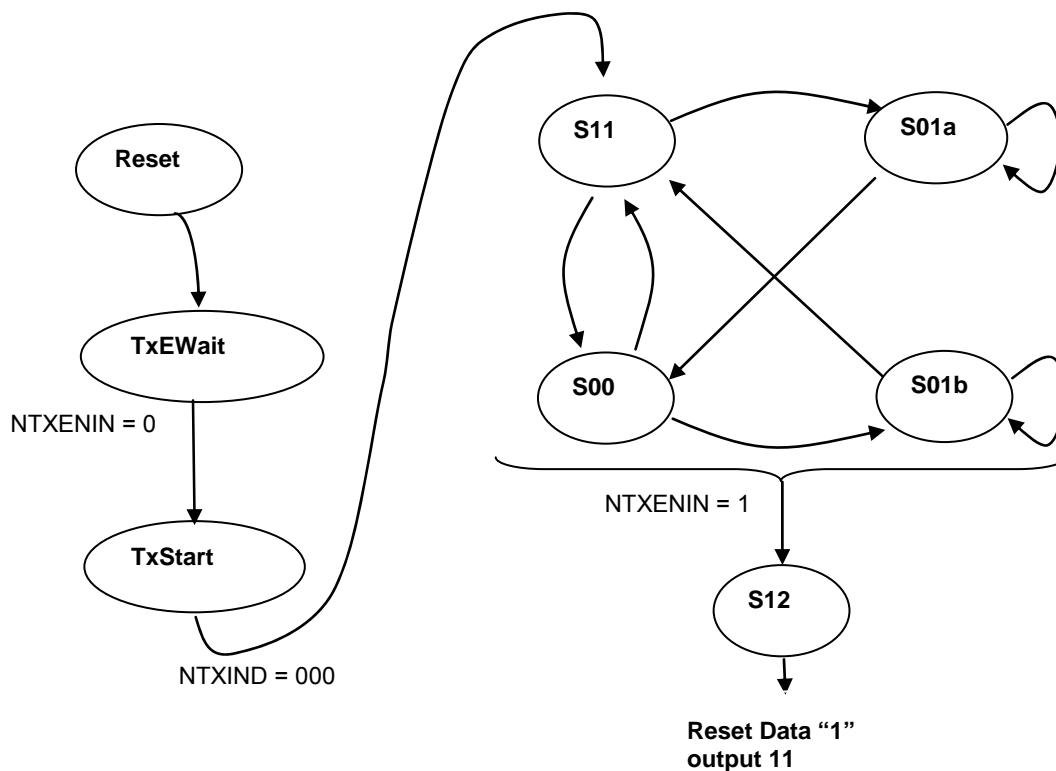 Reset
TxEWait
NTXENIN = 0
TxStart
NTXIND = 000
S11
S01a
S00
S01b
NTXENIN = 1
S12
Reset Data “1”
output 11